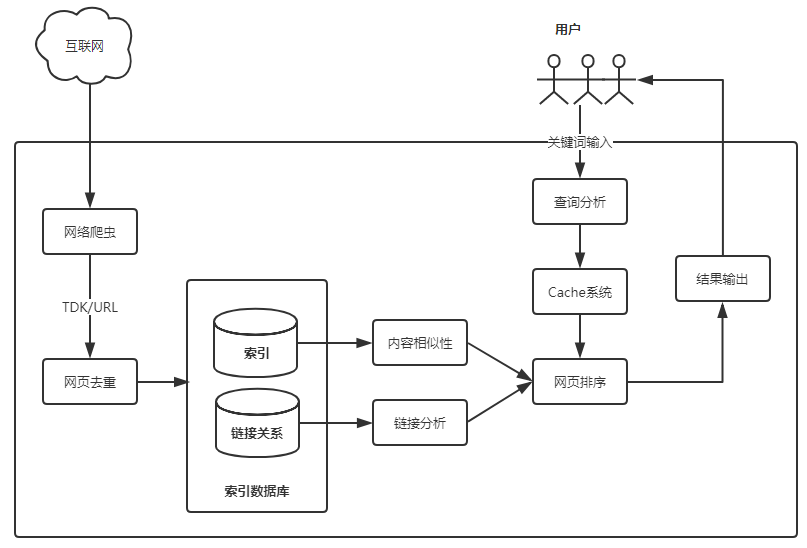 互联网
用户
关键词输入
网络爬虫
查询分析
TDK/URL
Cache系统
结果输出
索引
内容相似性
网页去重
网页排序
链接关系
链接分析
索引数据库